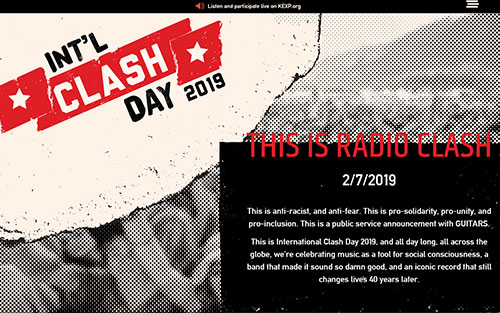 Listen and participate live on KEXP.org
INT'L
CLASH
DAY 2019
THIS IS RADIO CLASH
2/7/2019
This is anti-racist, and anti-fear. This is pro-solidarity, pro-unity, and
pro-inclusion. This is a public service announcement with GUITARS.
This is International Clash Day 2019, and all day long, all across the
globe, we're celebrating music as a tool for social consciousness, a
band that made it sound so damn good, and an iconic record that still
changes lives 40 years later.